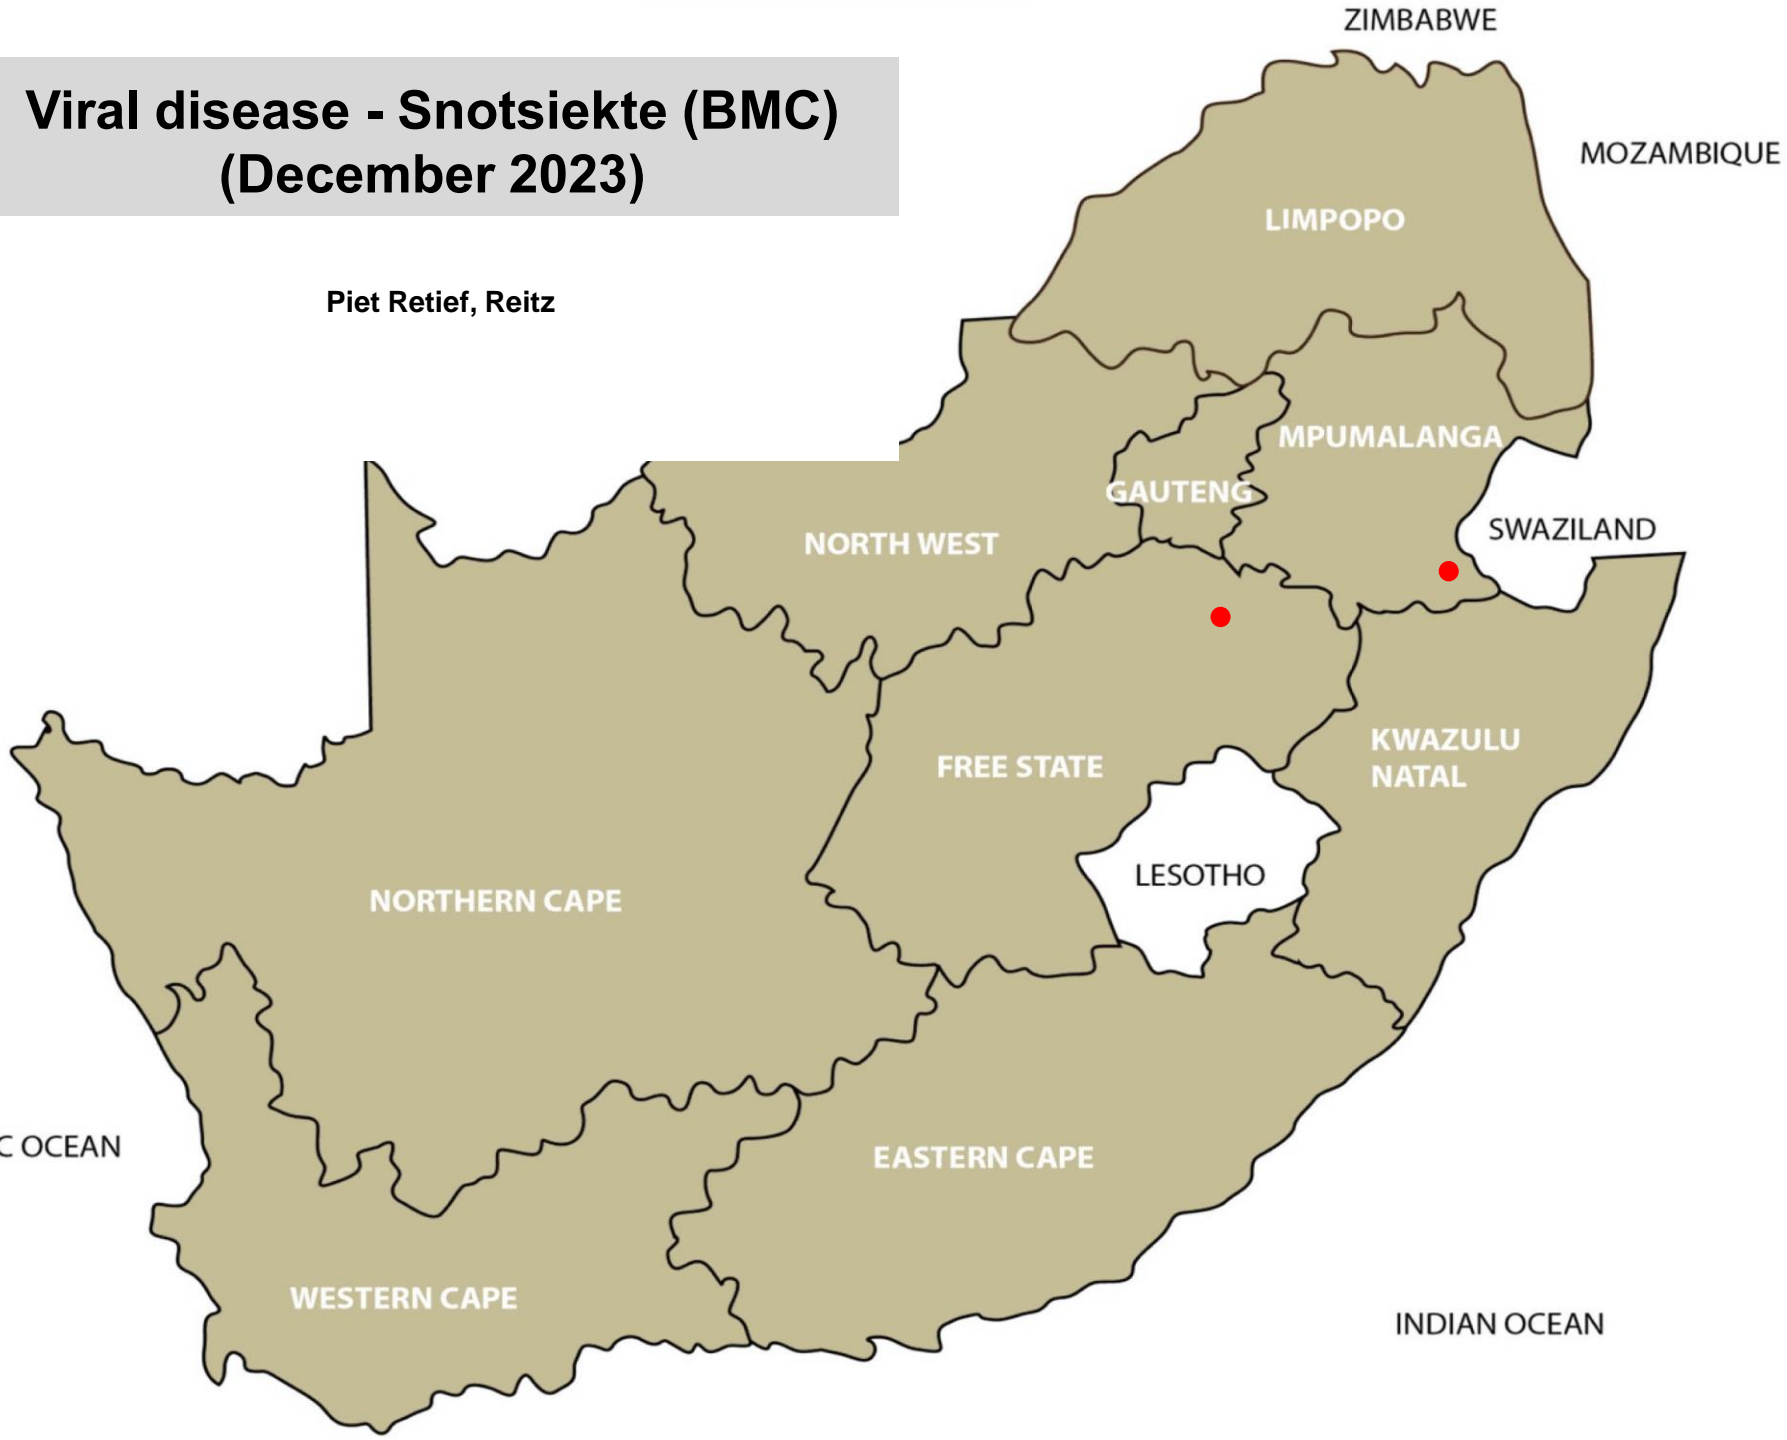 ZIMBABWE
Viral disease - Snotsiekte (BMC)
(December 2023)
MOZAMBIQUE
LIMPOPO
Piet Retief, Reitz
MPUMALANGA
GAUTENG
SWAZILAND
NORTH WEST
KWAZULU
NATAL
FREE STATE
LESOTHO
NORTHERN CAPE
C OCEAN
EASTERN CAPE
WESTERN CAPE
INDIAN OCEAN